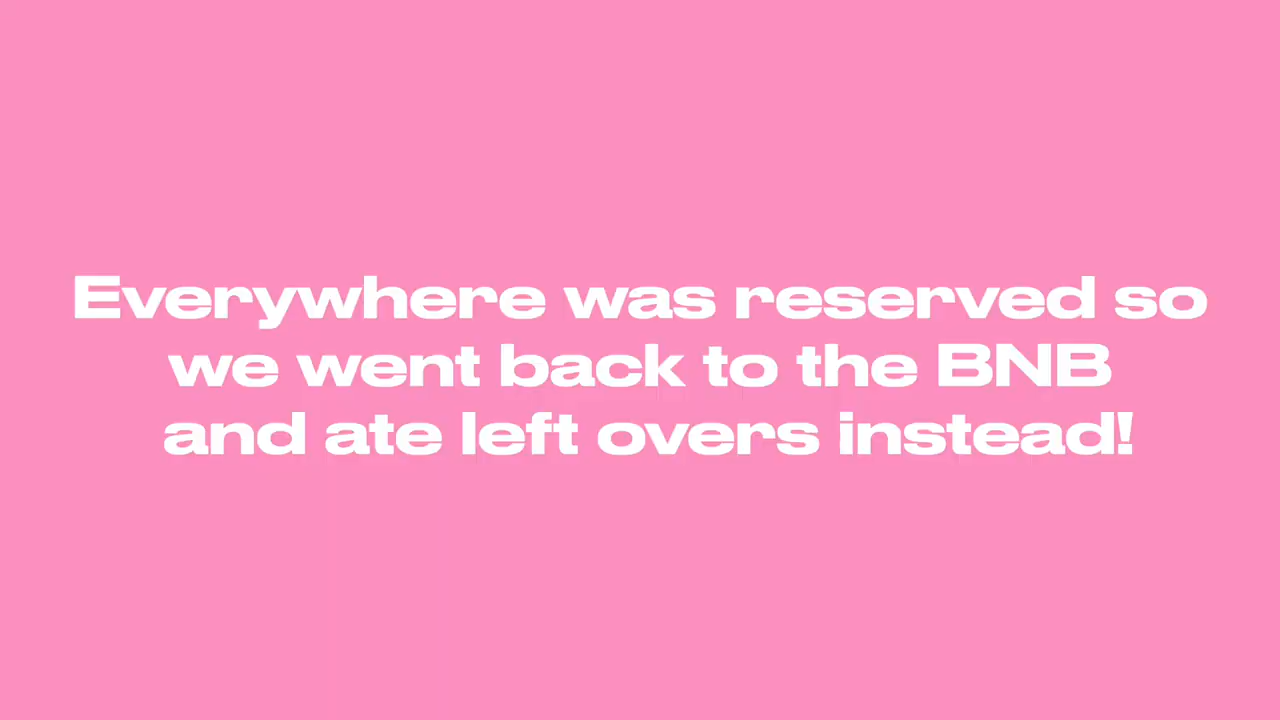 Everywhere was reserved so
we went back to the BNB
and ate left overs instead!